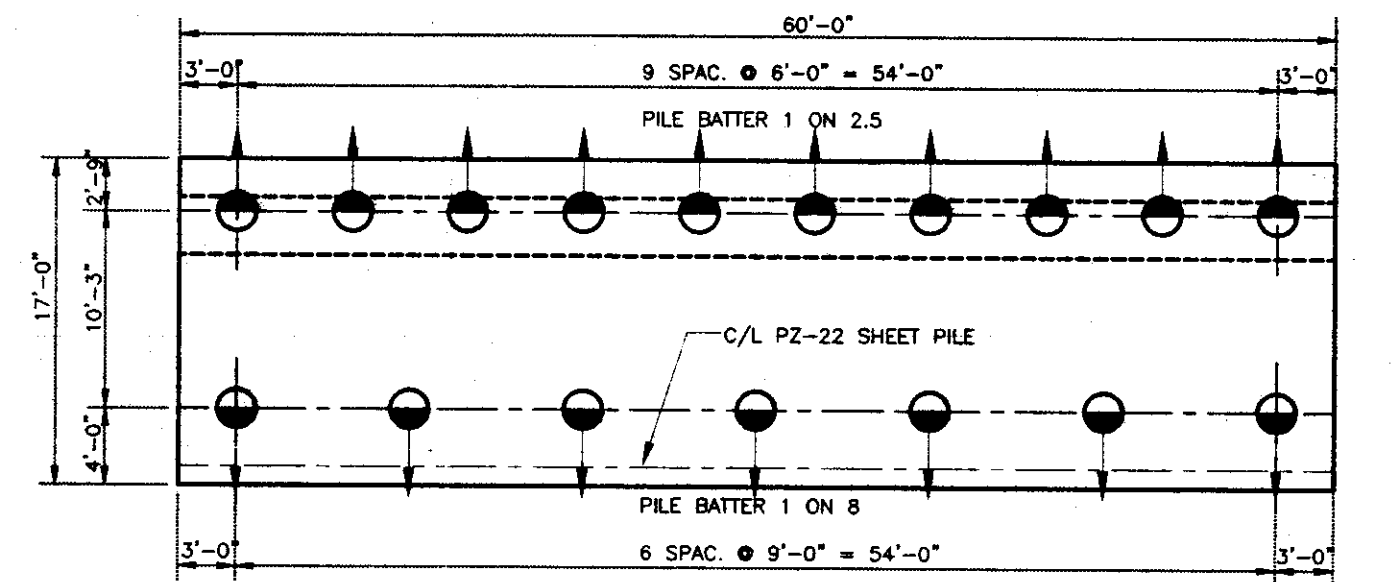 60'-0"
3'-0"
9 SPAC. @ 6'-0" = 54'-0"
3'-0"
PILE BATTER 1 ON 2.5
2'-9"
17'-0"
10'-3"
C/L PZ-22 SHEET PILE
4'-0"
PILE BATTER 1 ON 8
3'-0"
6 SPAC. @ 9'-0" = 54'-0"
3'-0"